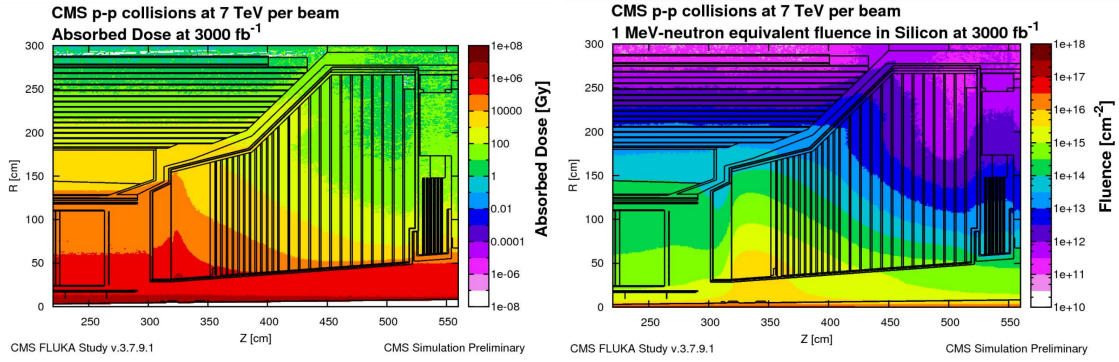 CMS p-p collisions at 7 TeV per beam
Absorbed Dose at 3000 fb⁻¹
300
250
200
150
100
50
0
R [cm]
250 300 350 400 450 500 550
Z [cm]
1e+08
1e+06
10000
100
1
0.01
0.0001
1e-06
1e-08
Absorbed Dose [Gy]
CMS FLUKA Study v.3.7.9.1
CMS Simulation Preliminary
CMS p-p collisions at 7 TeV per beam
1 MeV-neutron equivalent fluence in Silicon at 3000 fb⁻¹
300
250
200
150
100
50
0
R [cm]
250 300 350 400 450 500 550
Z [cm]
1e+18
1e+17
1e+16
1e+15
1e+14
1e+13
1e+12
1e+11
1e+10
Fluence [cm⁻²]
CMS FLUKA Study v.3.7.9.1
CMS Simulation Preliminary